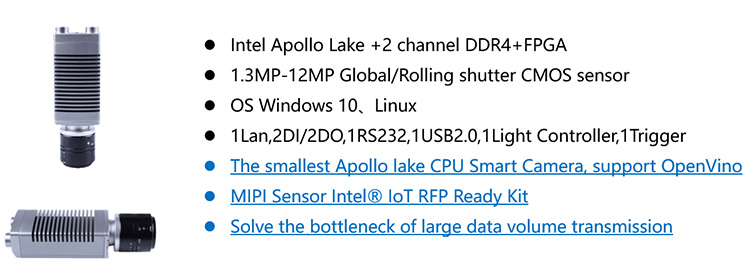 Intel Apollo Lake +2 channel DDR4+FPGA
1.3MP-12MP Global/Rolling shutter CMOS sensor
OS Windows 10、Linux
1Lan,2DI/2DO,1RS232,1USB2.0,1Light Controller,1Trigger
The smallest Apollo lake CPU Smart Camera, support OpenVino
MIPI Sensor Intel® IoT RFP Ready Kit
Solve the bottleneck of large data volume transmission